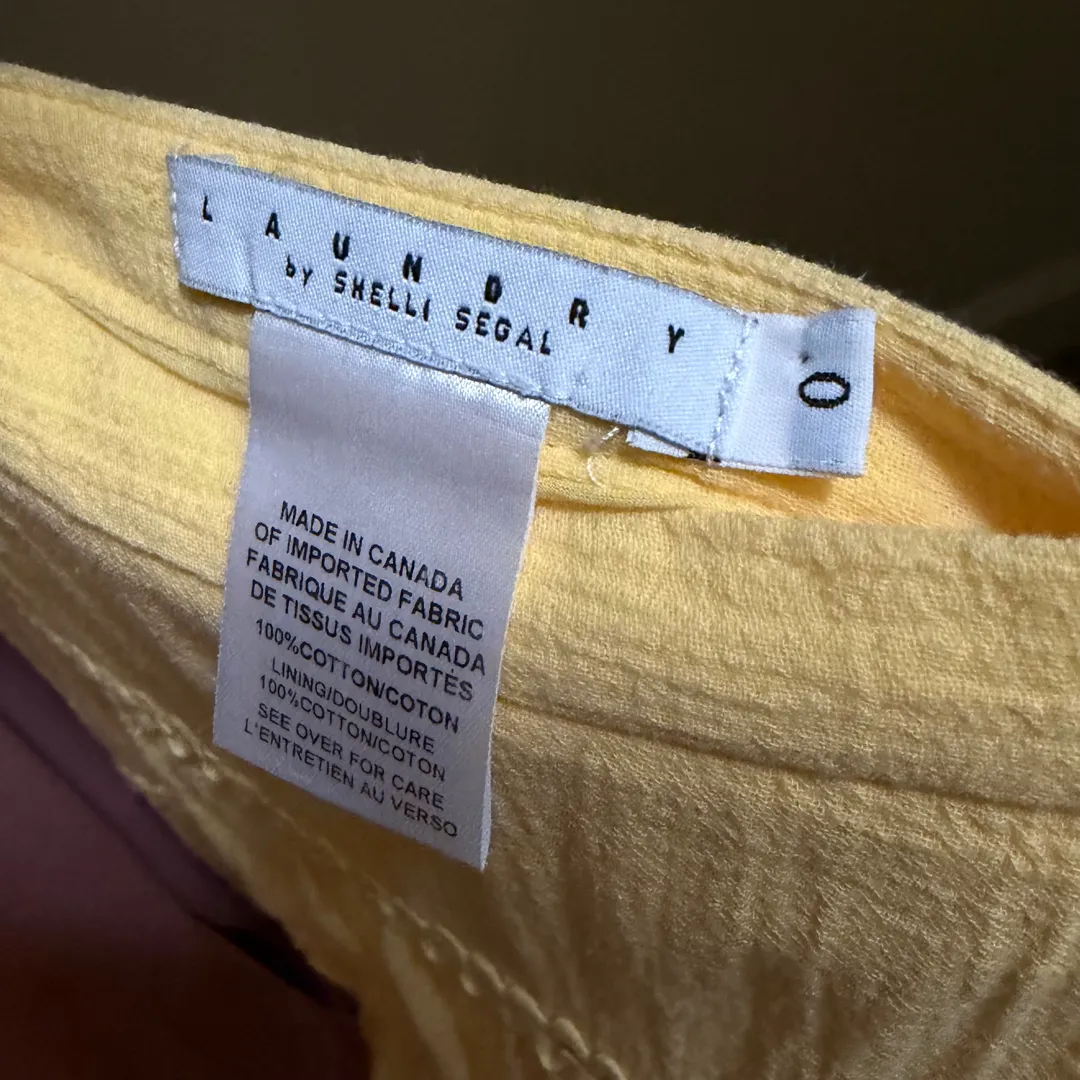 LAUNDRY
by SHELLI SEGAL
0
MADE IN CANADA
OF IMPORTED FABRIC
FABRIQUE AU CANADA
DE TISSUS IMPORTÉS
100%COTTON/COTON
LINING/DOUBLURE
100%COTTON/COTON
SEE OVER FOR CARE
L'ENTRETIEN AU VERSO